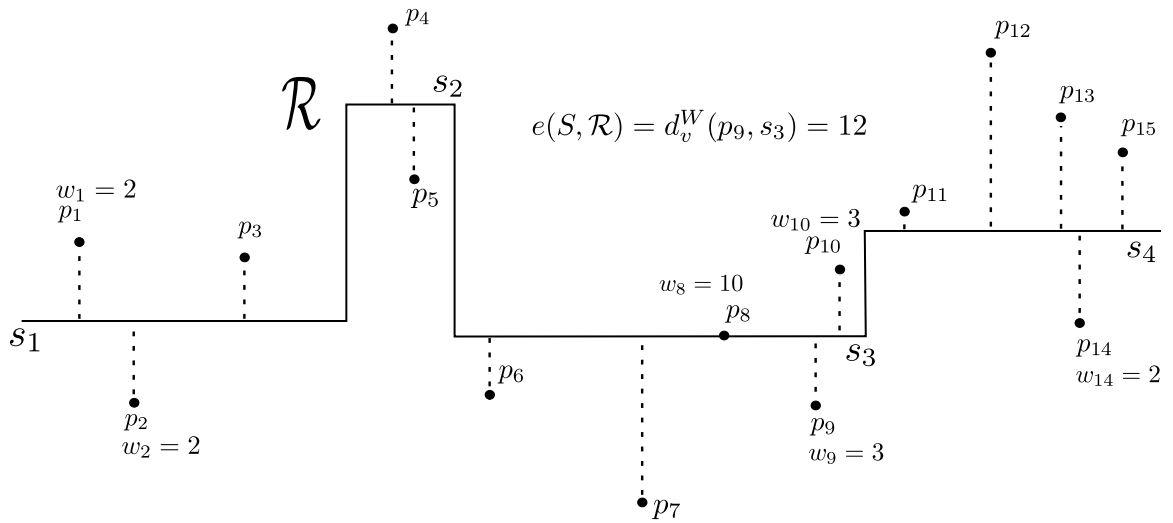 p₄
p₁₂
ℛ
s₂
p₁₃
e(S, ℛ) = d_v^W(p₉, s₃) = 12
p₁₅
w₁ = 2
p₁
p₅
p₁₁
p₃
w₁₀ = 3
p₁₀
s₄
w₈ = 10
p₈
s₁
s₃
p₁₄
w₁₄ = 2
p₆
p₂
w₂ = 2
p₉
w₉ = 3
p₇